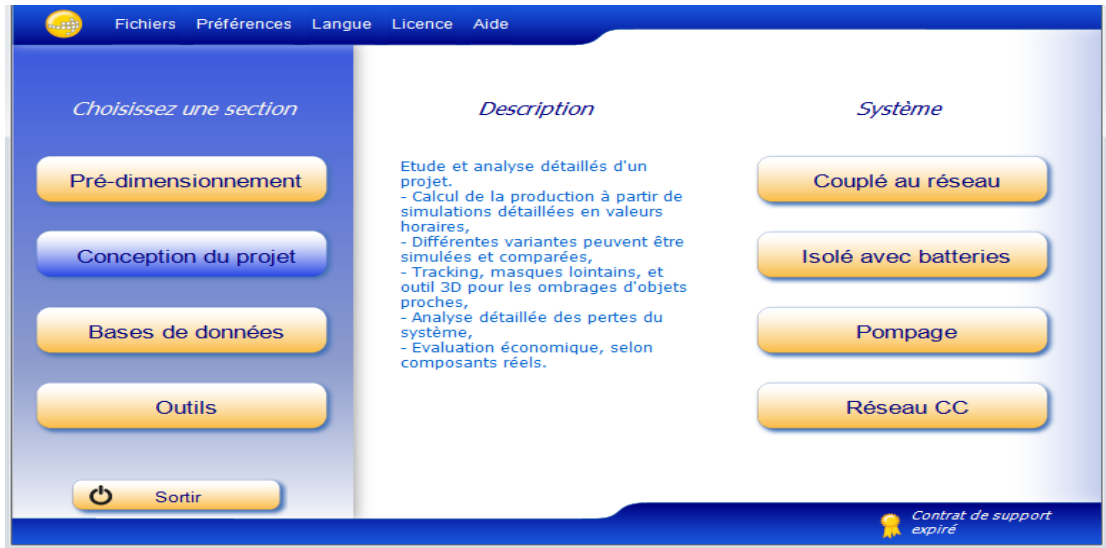 Fichiers Préférences Langue Licence Aide
Choisissez une section
Pré-dimensionnement
Conception du projet
Bases de données
Outils
Sortir
Description
Etude et analyse détaillés d'un
projet.
- Calcul de la production à partir de
simulations détaillées en valeurs
horaires,
- Différentes variantes peuvent être
simulées et comparées,
- Tracking, masques lointains, et
outil 3D pour les ombrages d'objets
proches,
- Analyse détaillée des pertes du
système,
- Evaluation économique, selon
composants réels.
Système
Couplé au réseau
Isolé avec batteries
Pompage
Réseau CC
Contrat de support
expiré